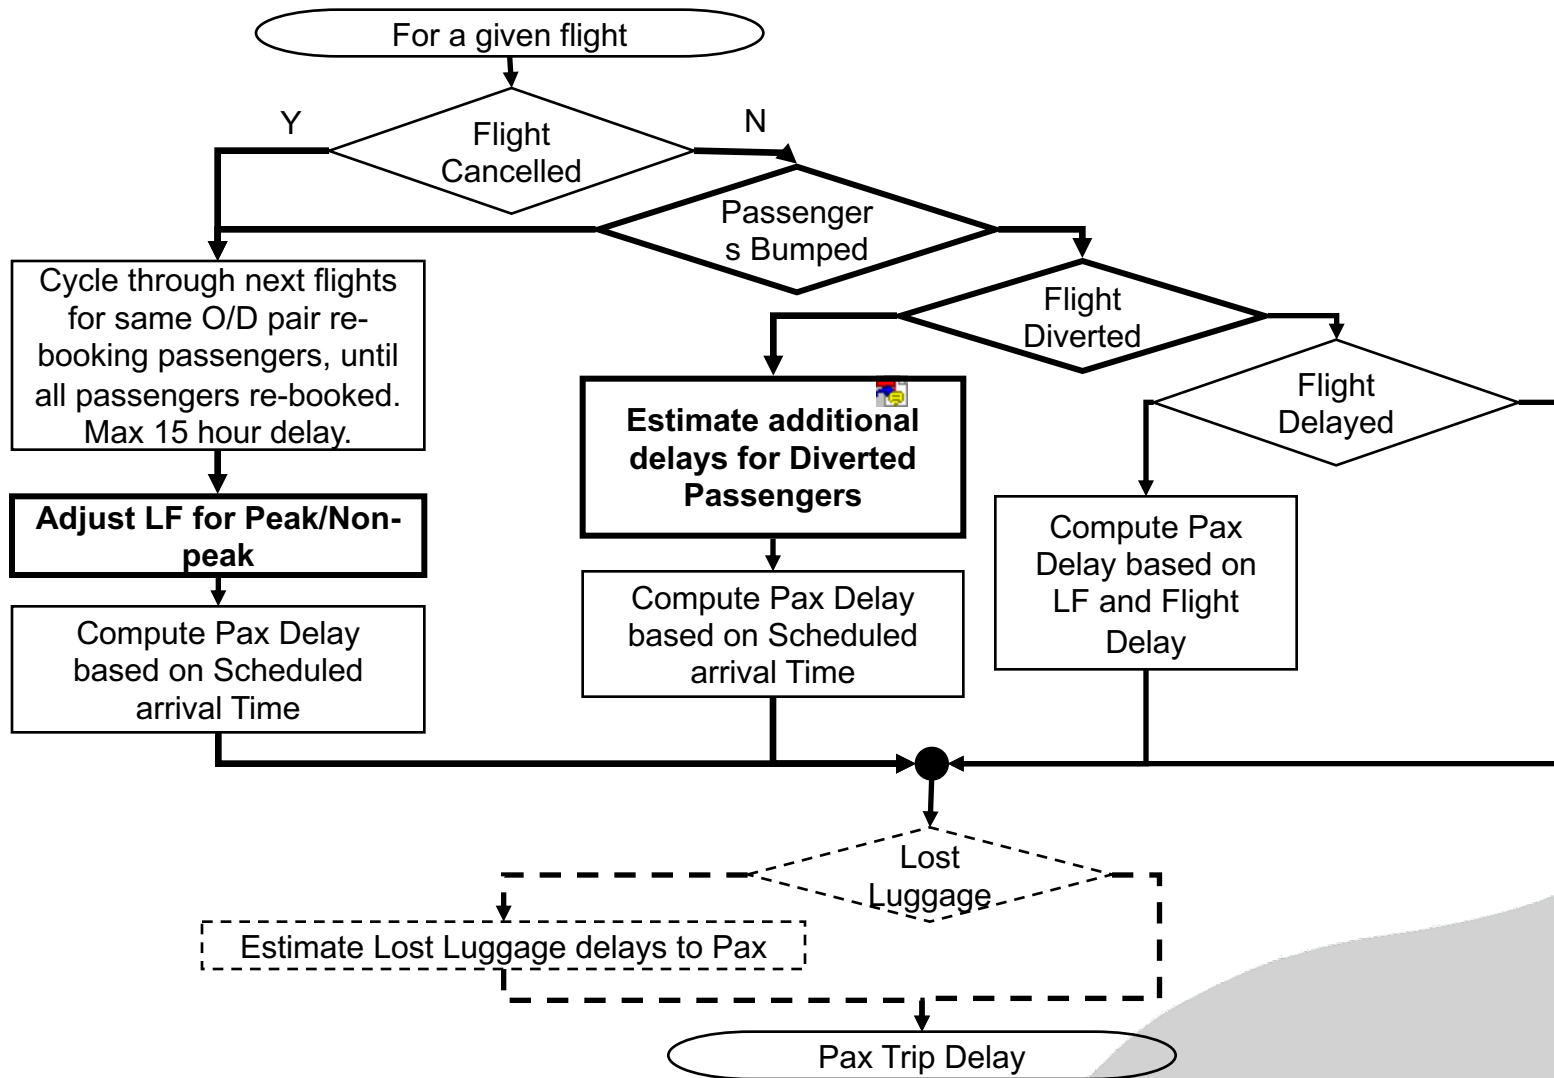 For a given flight
Y
N
Flight
Cancelled
Passenger
s Bumped
Flight
Diverted
Flight
Delayed
Cycle through next flights
for same O/D pair re-
booking passengers, until
all passengers re-booked.
Max 15 hour delay.
Adjust LF for Peak/Non-
peak
Compute Pax Delay
based on Scheduled
arrival Time
Estimate additional
delays for Diverted
Passengers
Compute Pax Delay
based on Scheduled
arrival Time
Compute Pax
Delay based on
LF and Flight
Delay
Lost
Luggage
Estimate Lost Luggage delays to Pax
Pax Trip Delay